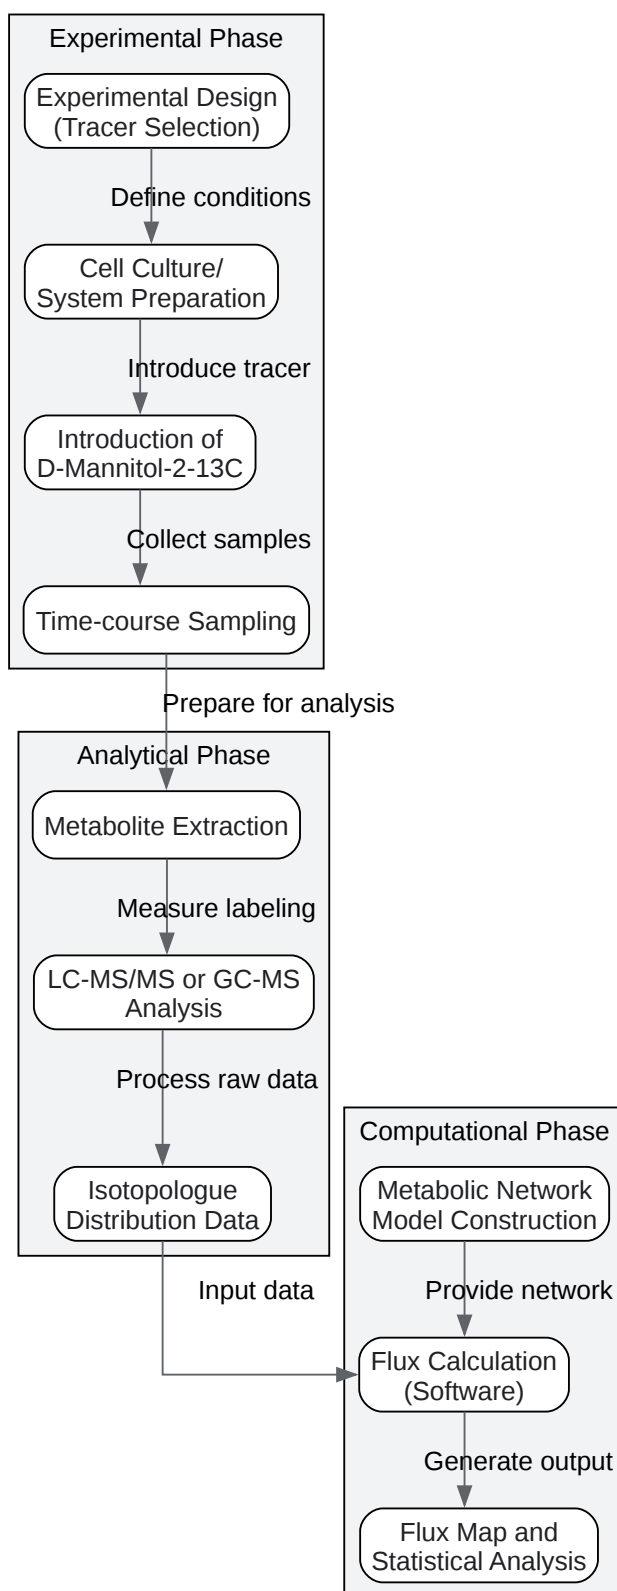 Experimental Phase
Experimental Design
(Tracer Selection)
Define conditions
Cell Culture/
System Preparation
Introduce tracer
Introduction of
D-Mannitol-2-13C
Collect samples
Time-course Sampling
Prepare for analysis
Analytical Phase
Metabolite Extraction
Measure labeling
LC-MS/MS or GC-MS
Analysis
Process raw data
Isotopologue
Distribution Data
Input data
Computational Phase
Metabolic Network
Model Construction
Provide network
Flux Calculation
(Software)
Generate output
Flux Map and
Statistical Analysis